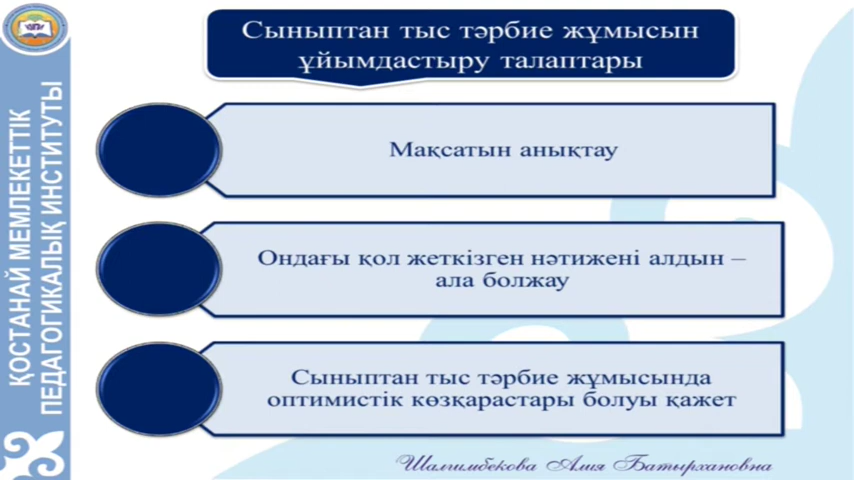 Сыныптан тыс тәрбие жұмысын
ұйымдастыру талаптары
Мақсатын анықтау
Ондағы қол жеткізген нәтижені алдын –
ала болжау
Сыныптан тыс тәрбие жұмысында
оптимистік көзқарастары болуы қажет
ҚОСТАНАЙ МЕМЛЕКЕТТІК
ПЕДАГОГИКАЛЫҚ ИНСТИТУТЫ
Шалгимбекова Алия Батырхановна